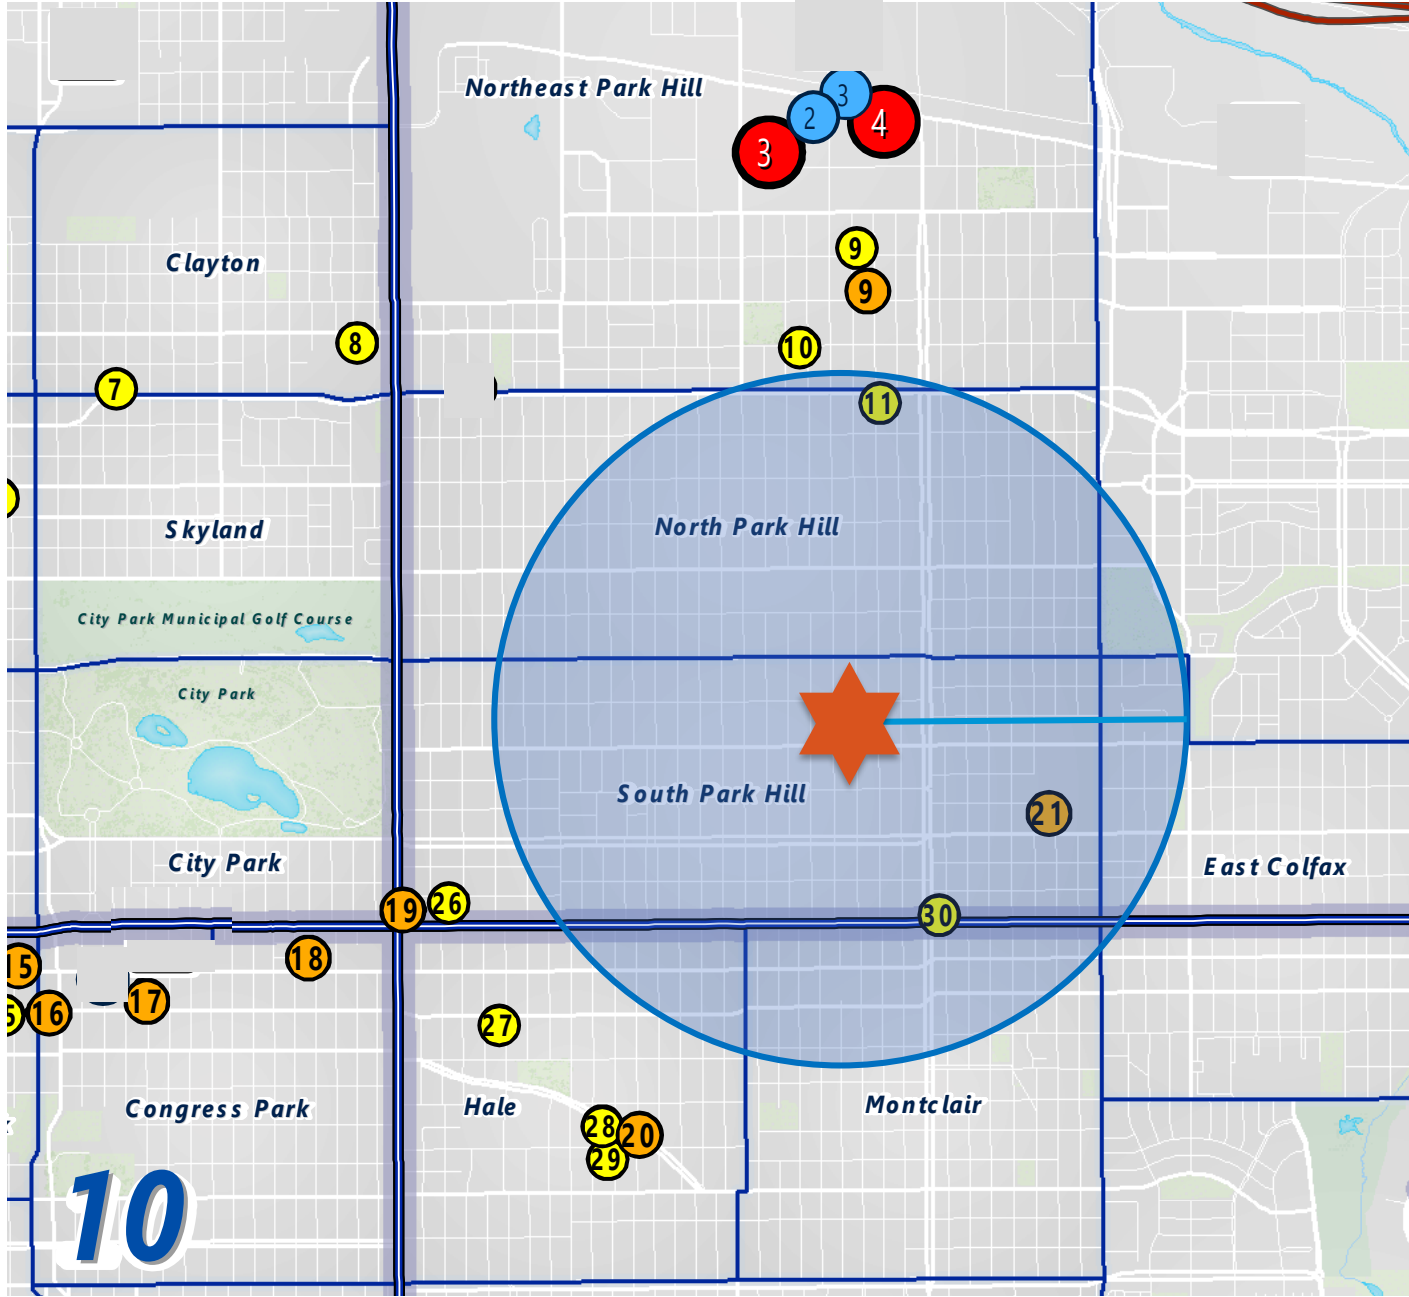 Northeast Park Hill
3
2
4
3
Clayton
9
9
8
10
7
11
Skyland
North Park Hill
City Park Municipal Golf Course
City Park
South Park Hill
21
City Park
East Colfax
19
26
30
15
18
16
17
27
Congress Park
Hale
Montclair
28
20
29
10